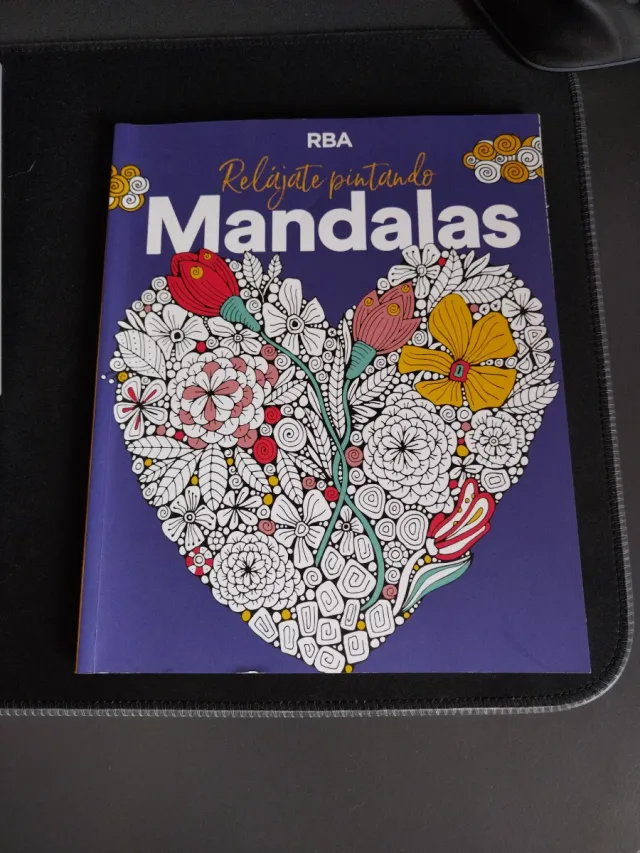 RBA
Relájate pintando
Mandalas